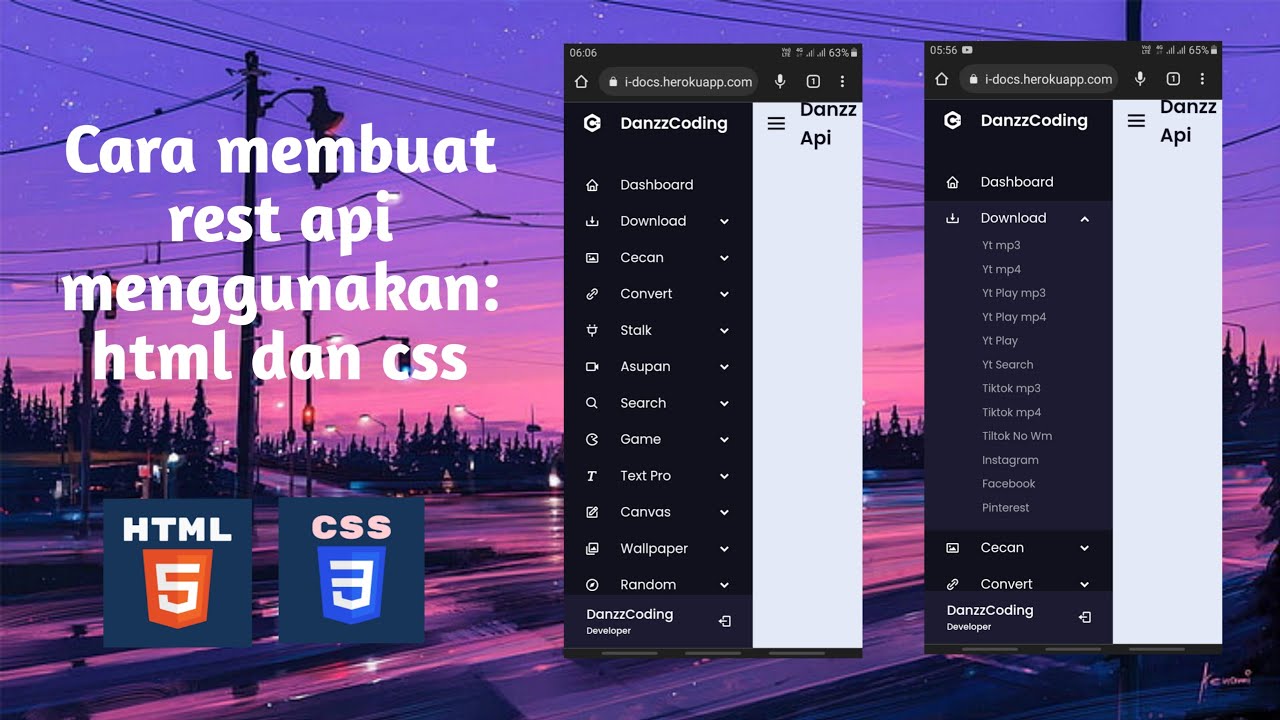 Cara membuat
rest api
menggunakan:
html dan css
HTML
5
CSS
3
06:06
4G
63%
i-docs.herokuapp.com
1
DanzzCoding
Danzz
Api
Dashboard
Download
Cecan
Convert
Stalk
Asupan
Search
Game
Text Pro
Canvas
Wallpaper
Random
DanzzCoding
Developer
05:56
4G
65%
i-docs.herokuapp.com
1
DanzzCoding
Danzz
Api
Dashboard
Download
Yt mp3
Yt mp4
Yt Play mp3
Yt Play mp4
Yt Play
Yt Search
Tiktok mp3
Tiktok mp4
Tiltok No Wm
Instagram
Facebook
Pinterest
Cecan
Convert
DanzzCoding
Developer